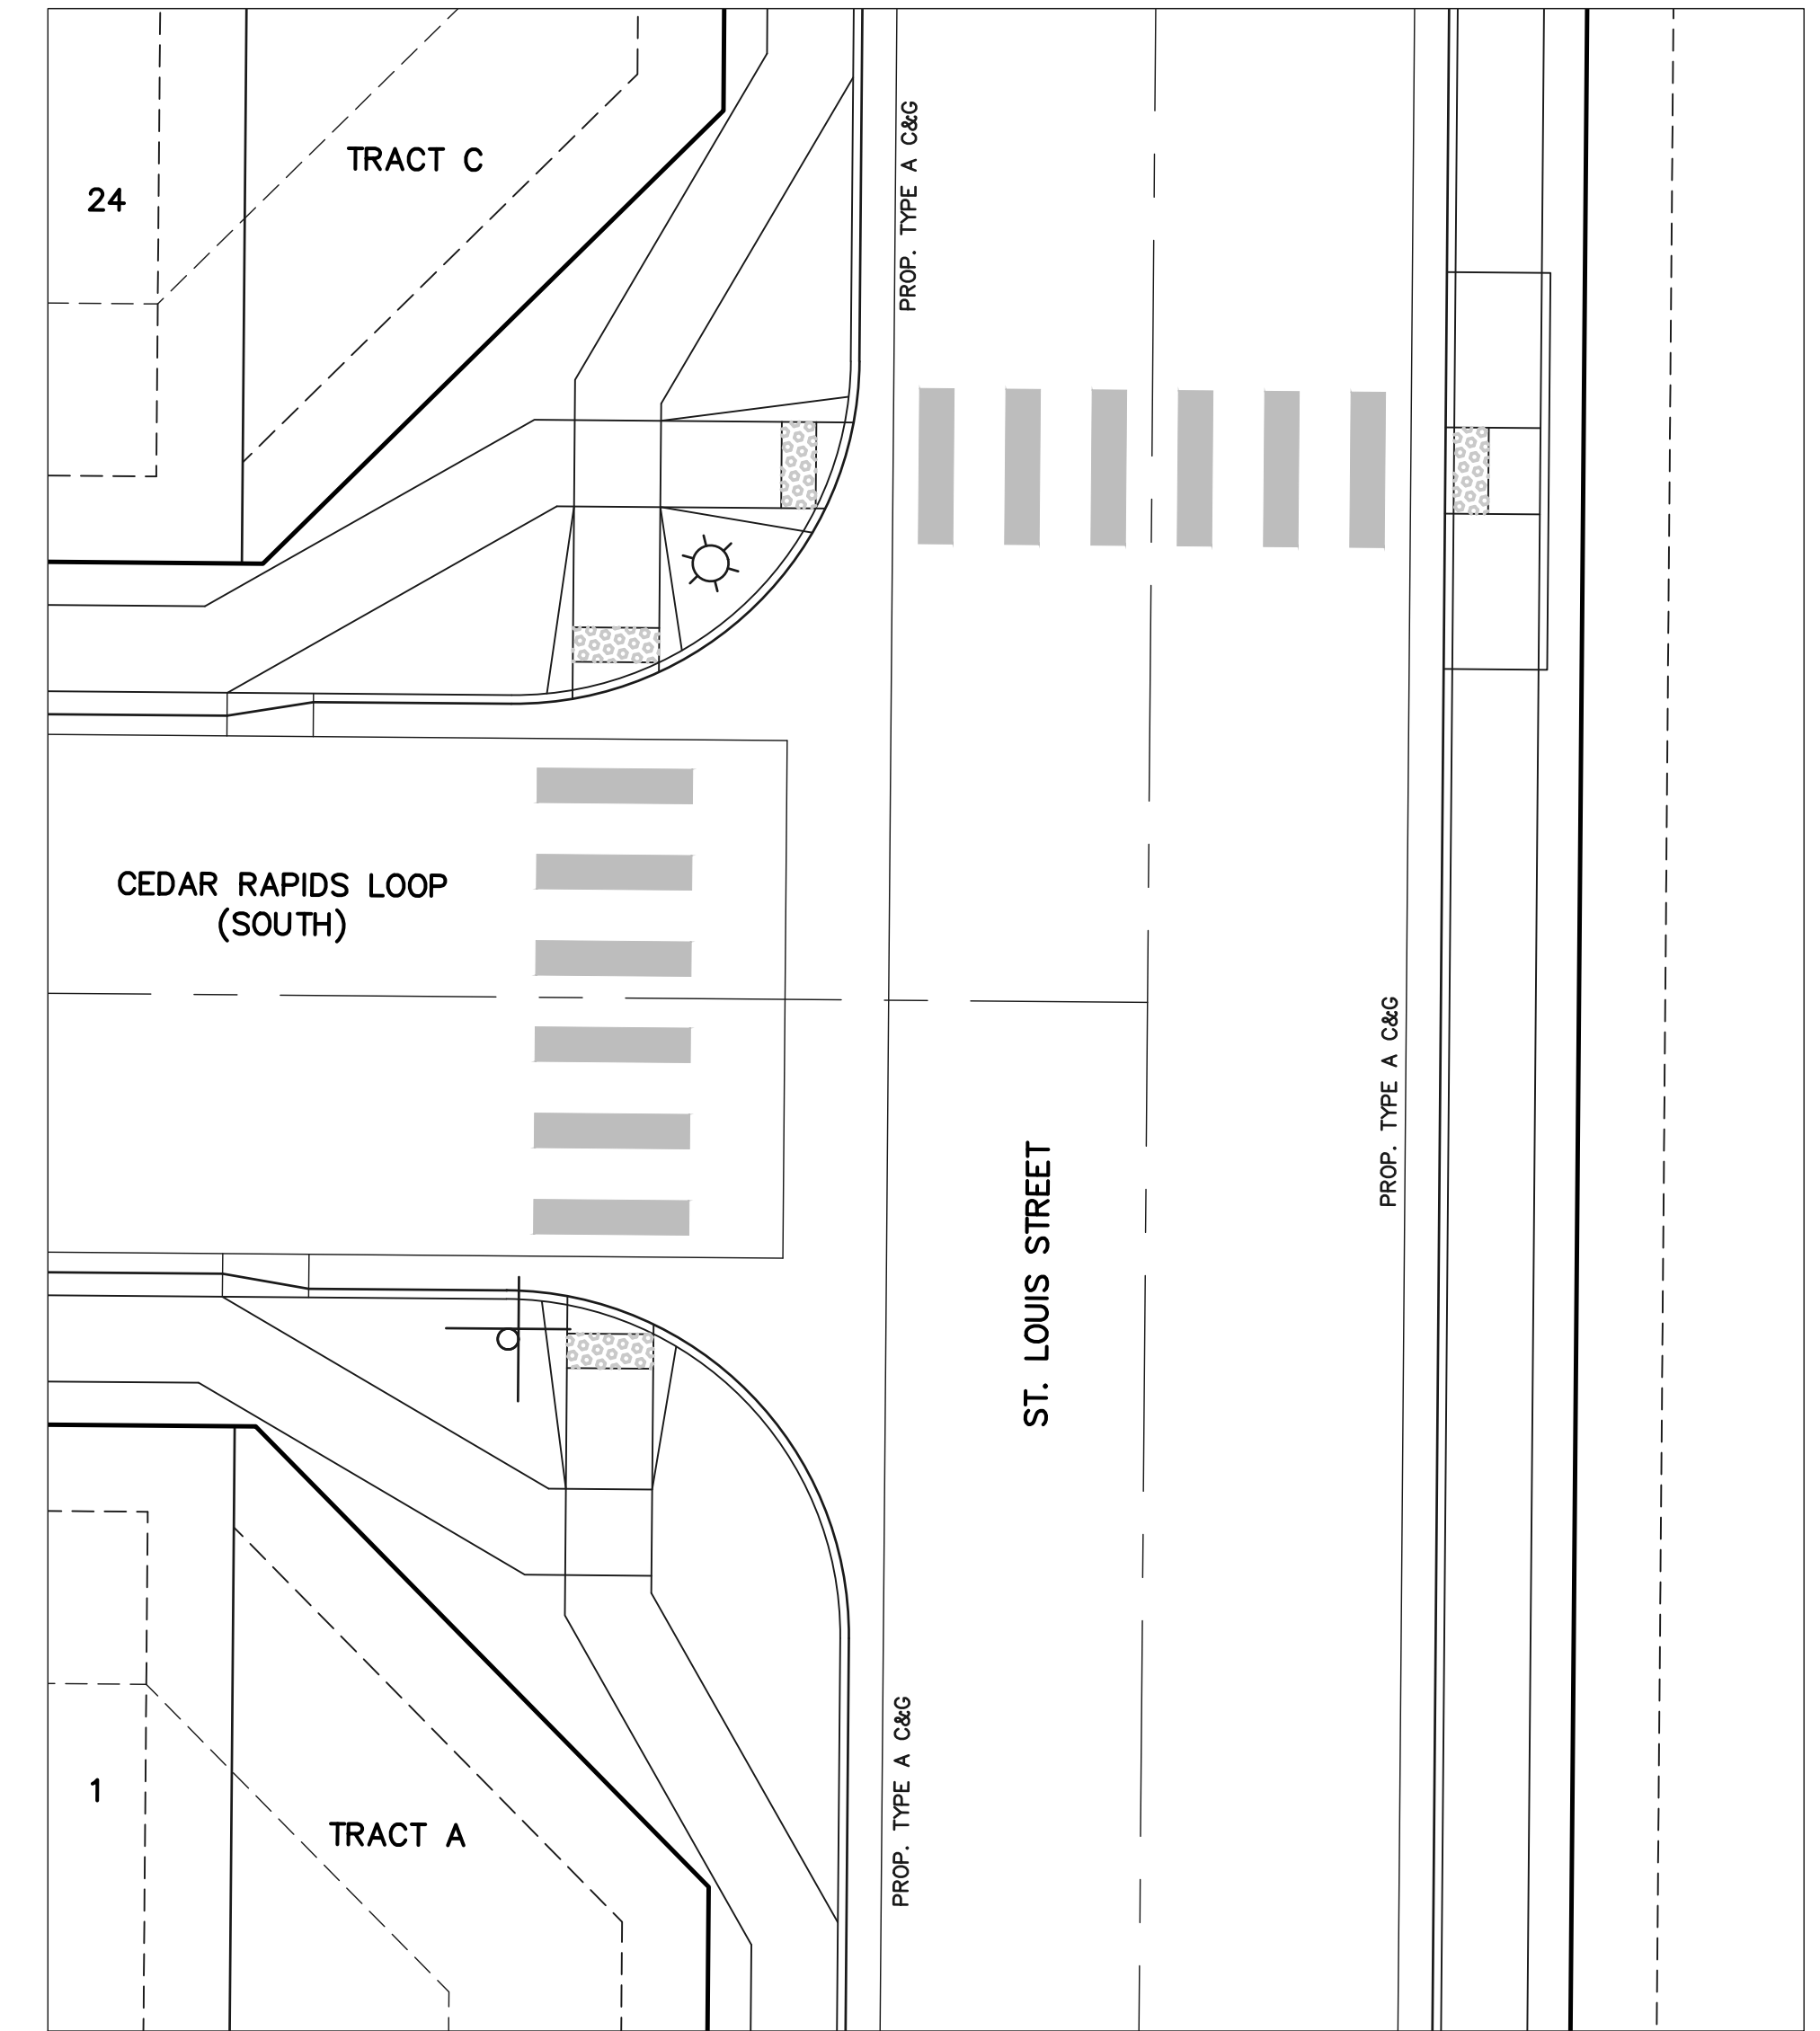 PROP. TYPE A C&G
TRACT C
24
CEDAR RAPIDS LOOP
(SOUTH)
PROP. TYPE A C&G
ST. LOUIS STREET
PROP. TYPE A C&G
1
TRACT A